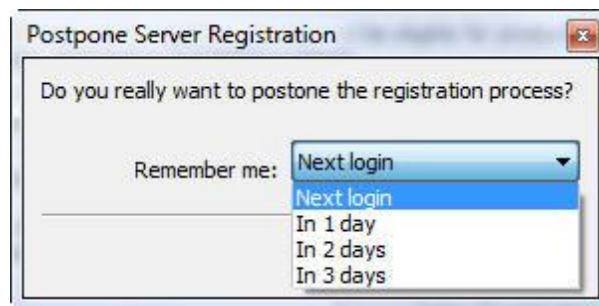 Postpone Server Registration
Do you really want to postone the registration process?
Remember me: Next login
Next login
In 1 day
In 2 days
In 3 days